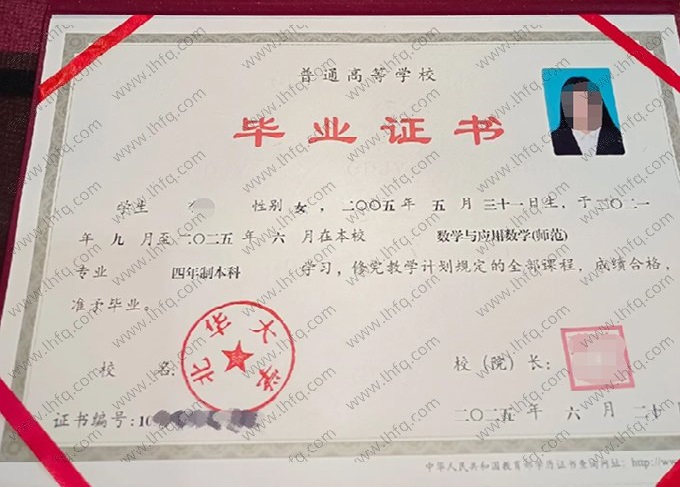 普通高等学校
毕业证书
学生 性别 女，二〇〇五年 五 月 三十一日生，于二〇二一
年 九 月至二〇二五年 六 月在本校 数学与应用数学(师范)
专业 四年制本科 学习，修完教学计划规定的全部课程，成绩合格，
准予毕业。
校 名： 校（院）长：
北华大学
证书编号:10 二〇二五年 六月 二十
中华人民共和国教育部学历证书查询网址：http://www
www.lhfq.com